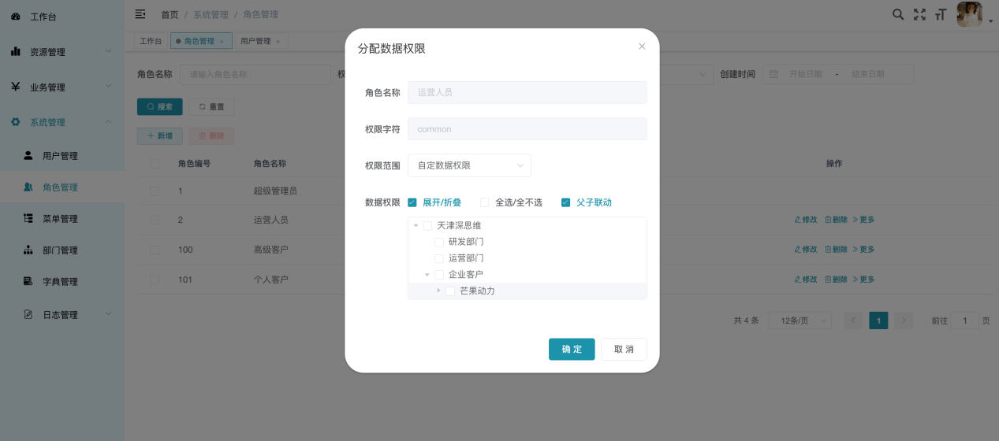 工作台
资源管理
业务管理
系统管理
用户管理
角色管理
菜单管理
部门管理
字典管理
日志管理
首页 / 系统管理 / 角色管理
工作台 角色管理 × 用户管理 ×
角色名称 请输入角色名称 权 创建时间 开始日期 - 结束日期
搜索 重置
新增 删除
角色编号 角色名称 操作
1 超级管理员
2 运营人员 修改 删除 更多
100 高级客户 修改 删除 更多
101 个人客户 修改 删除 更多
共 4 条 12条/页 1 前往 1 页
分配数据权限
角色名称 运营人员
权限字符 common
权限范围 自定数据权限
数据权限 展开/折叠 全选/全不选 父子联动
天津深思维
研发部门
运营部门
企业客户
芒果动力
确 定 取 消